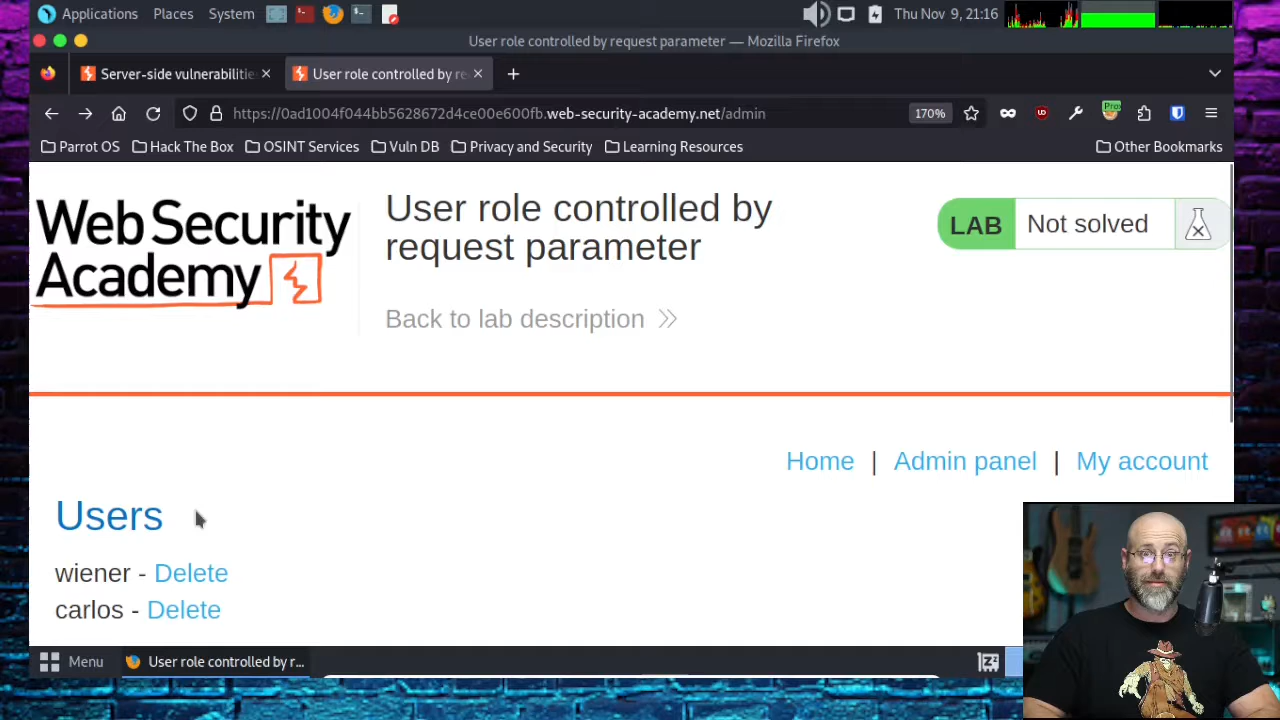 Applications Places System Thu Nov 9, 21:16
User role controlled by request parameter — Mozilla Firefox
Server-side vulnerabilitie User role controlled by re
https://0ad1004f044bb5628672d4ce00e600fb.web-security-academy.net/admin 170%
Parrot OS Hack The Box OSINT Services Vuln DB Privacy and Security Learning Resources Other Bookmarks
Web Security Academy
User role controlled by
request parameter
LAB Not solved
Back to lab description
Home | Admin panel | My account
Users
wiener - Delete
carlos - Delete
Menu User role controlled by r...